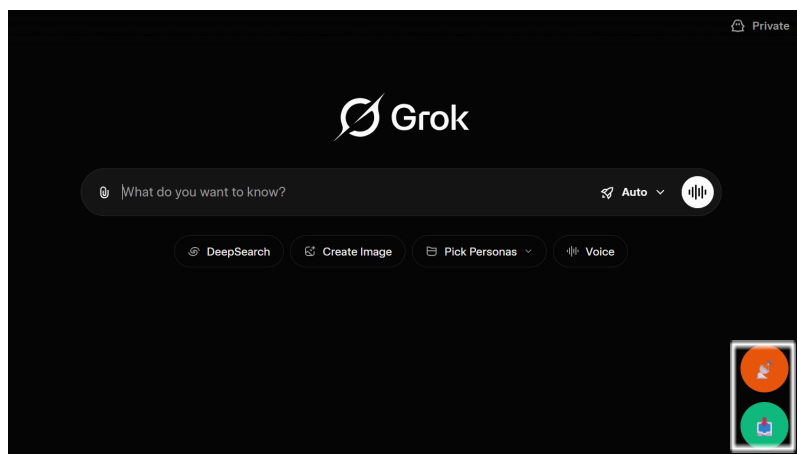 Private
Grok
What do you want to know?
Auto
DeepSearch
Create Image
Pick Personas
Voice